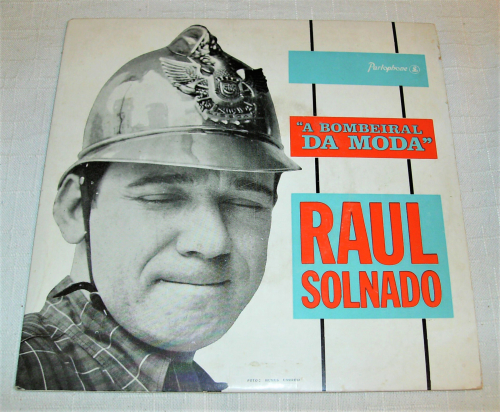 Parlophone
"A BOMBEIRAL
DA MODA"
RAUL
SOLNADO